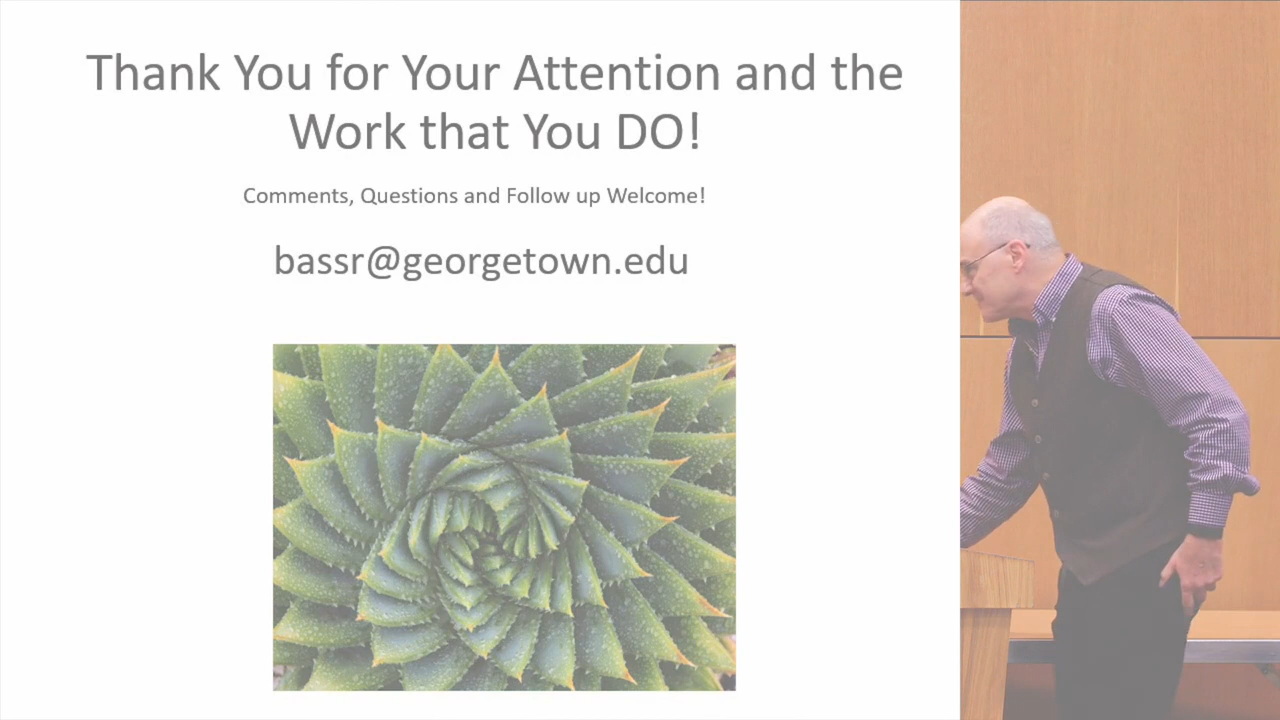 Thank You for Your Attention and the
Work that You DO!
Comments, Questions and Follow up Welcome!
bassr@georgetown.edu